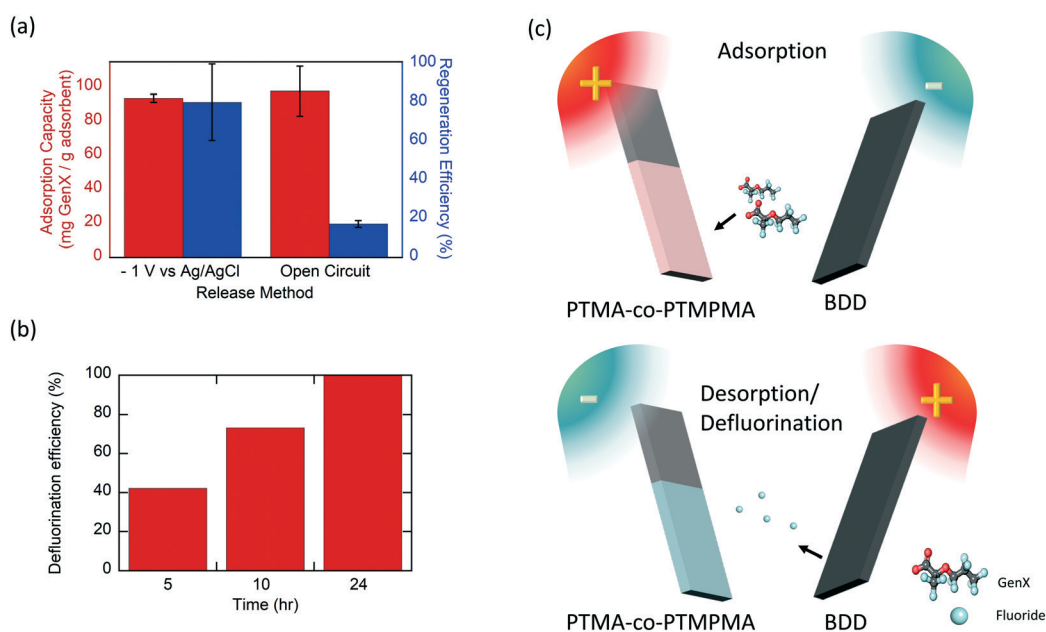 (a)
Adsorption Capacity
(mg GenX / g adsorbent)
100
80
60
40
20
0
100
80
60
40
20
0
Regeneration Efficiency (%)
- 1 V vs Ag/AgCl
Open Circuit
Release Method
(b)
Defluorination efficiency (%)
100
80
60
40
20
0
5
10
24
Time (hr)
(c)
Adsorption
+
-
PTMA-co-PTMPMA
BDD
Desorption/
Defluorination
-
+
PTMA-co-PTMPMA
BDD
GenX
Fluoride